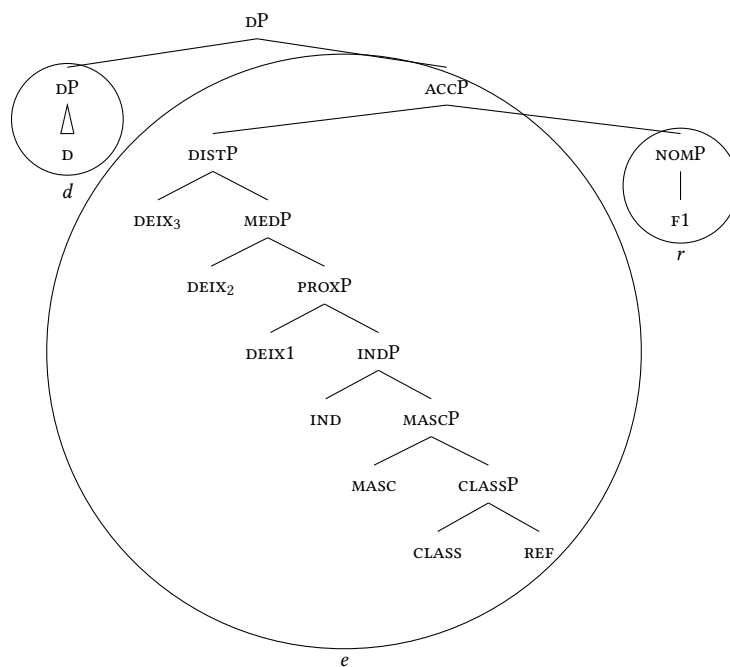 DP
DP ACCP
D DISTP NOMP
d DEIX3 MEDP F1
r
DEIX2 PROXP
DEIX1 INDP
IND MASCP
MASC CLASSP
CLASS REF
e